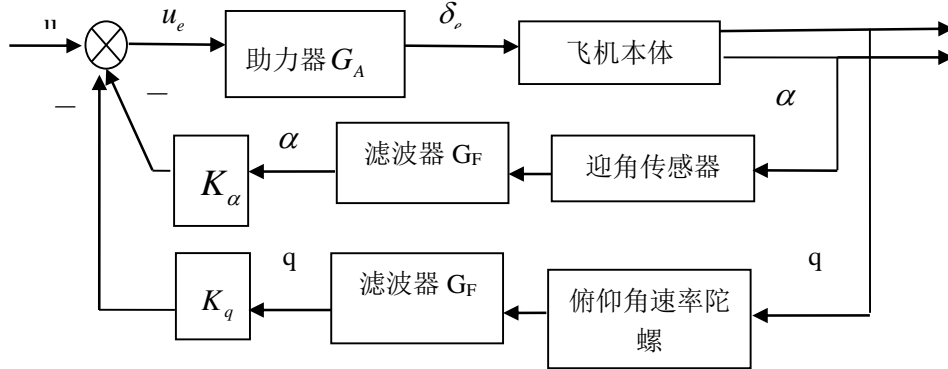 u
u_e
δ_e
助力器 G_A
飞机本体
α
—
—
α
滤波器 G_F
迎角传感器
K_α
q
q
滤波器 G_F
俯仰角速率陀
螺
K_q